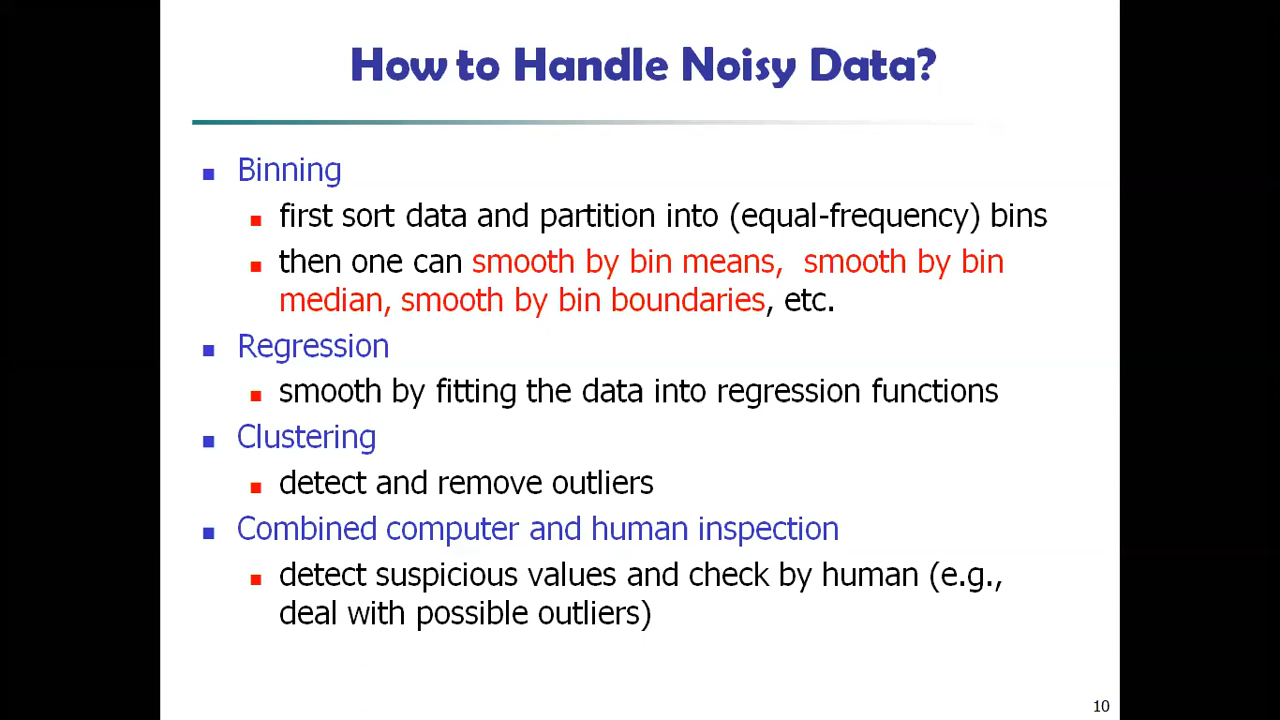 How to Handle Noisy Data?
Binning
first sort data and partition into (equal-frequency) bins
then one can smooth by bin means,  smooth by bin
median, smooth by bin boundaries, etc.
Regression
smooth by fitting the data into regression functions
Clustering
detect and remove outliers
Combined computer and human inspection
detect suspicious values and check by human (e.g.,
deal with possible outliers)
10